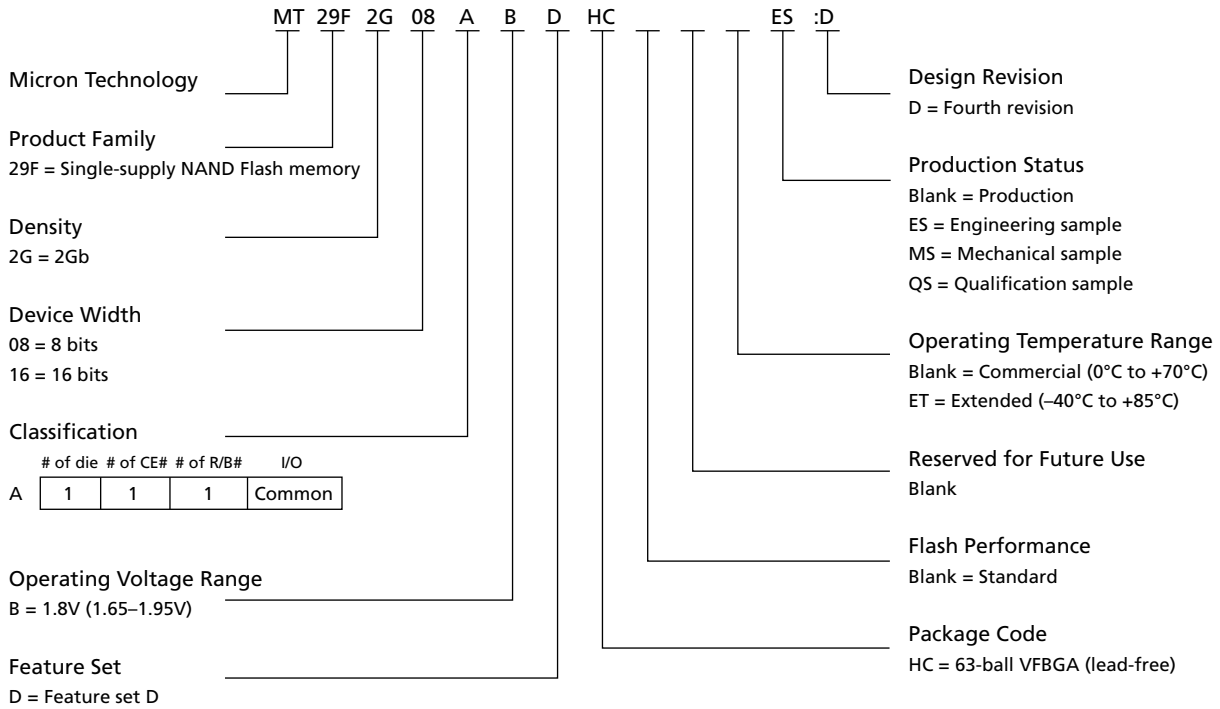 MT 29F 2G 08 A B D HC ES :D
Micron Technology
Product Family
29F = Single-supply NAND Flash memory
Density
2G = 2Gb
Device Width
08 = 8 bits
16 = 16 bits
Classification
# of die # of CE# # of R/B# I/O
A 1 1 1 Common
Operating Voltage Range
B = 1.8V (1.65–1.95V)
Feature Set
D = Feature set D
Design Revision
D = Fourth revision
Production Status
Blank = Production
ES = Engineering sample
MS = Mechanical sample
QS = Qualification sample
Operating Temperature Range
Blank = Commercial (0°C to +70°C)
ET = Extended (–40°C to +85°C)
Reserved for Future Use
Blank
Flash Performance
Blank = Standard
Package Code
HC = 63-ball VFBGA (lead-free)